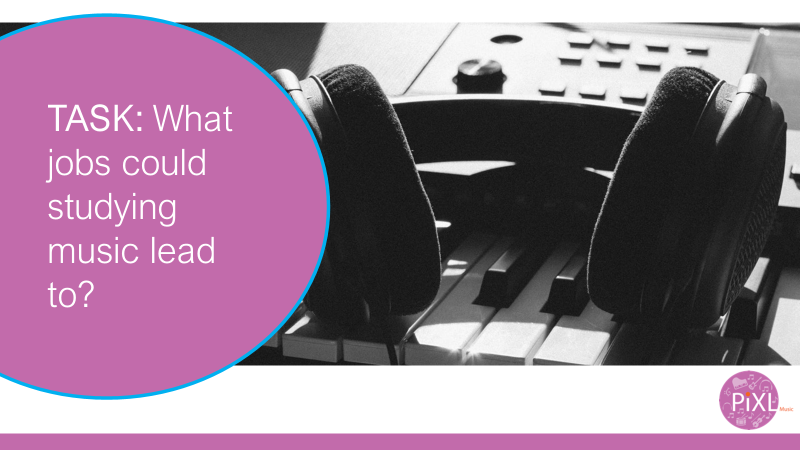 TASK: What
jobs could
studying
music lead
to?
PiXL Music